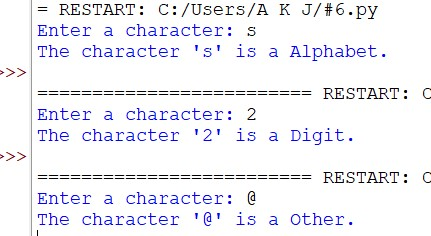 = RESTART: C:/Users/A K J/#6.py
Enter a character: s
The character 's' is a Alphabet.
>>>
========================= RESTART: C
Enter a character: 2
The character '2' is a Digit.
>>>
========================= RESTART: C
Enter a character: @
The character '@' is a Other.